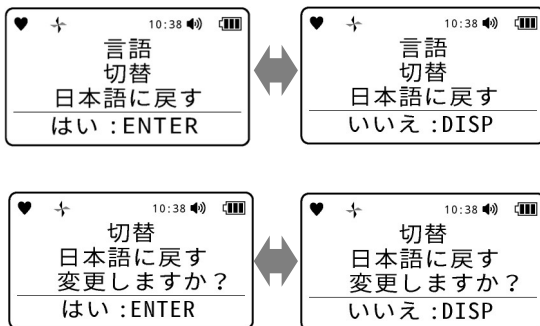 10:38
言語
切替
日本語に戻す
はい :ENTER
10:38
言語
切替
日本語に戻す
いいえ :DISP
10:38
切替
日本語に戻す
変更しますか?
はい :ENTER
10:38
切替
日本語に戻す
変更しますか?
いいえ :DISP